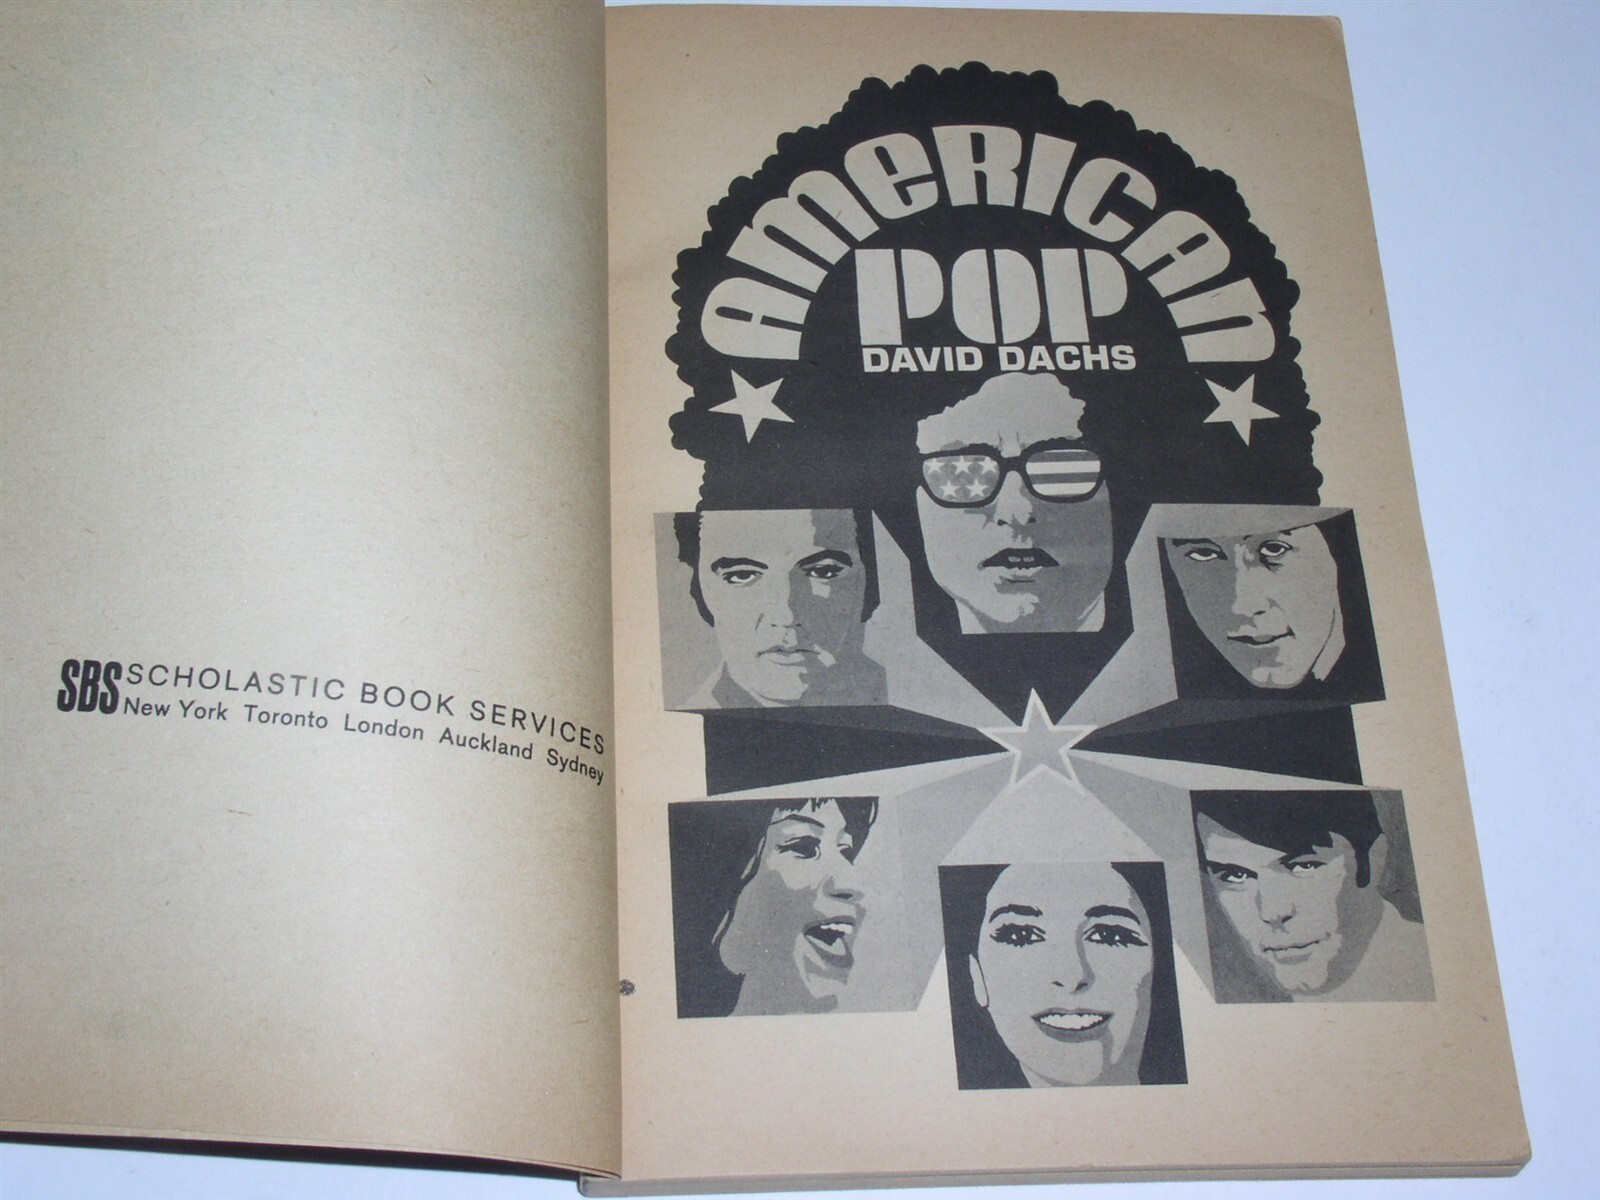 SBS SCHOLASTIC BOOK SERVICES
New York Toronto London Auckland Sydney
AMERICAN
POP
DAVID DACHS